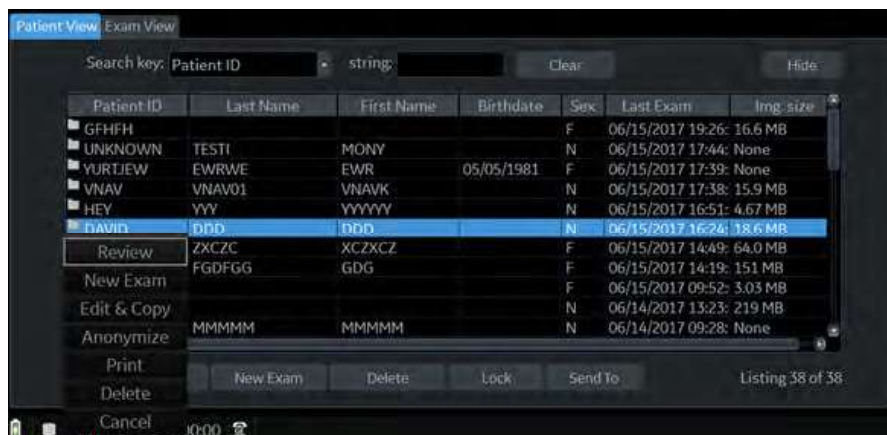 Patient View Exam View
Search key: Patient ID string: Clear Hide
Patient ID Last Name First Name Birthdate Sex Last Exam Img. size
GFHFH F 06/15/2017 19:26: 16.6 MB
UNKNOWN TESTI MONY N 06/15/2017 17:44: None
YURTJEW EWRWE EWR 05/05/1981 F 06/15/2017 17:39: None
VNAV VNAV01 VNAVK N 06/15/2017 17:38: 15.9 MB
HEY YYY YYYYYY N 06/15/2017 16:51: 4.67 MB
DAVID DDD DDD N 06/15/2017 16:24: 18.6 MB
Review ZXCZC XCZXCZ F 06/15/2017 14:49: 64.0 MB
FGDFGG GDG F 06/15/2017 14:19: 151 MB
New Exam F 06/15/2017 09:52: 3.03 MB
Edit & Copy N 06/14/2017 13:23: 219 MB
Anonymize MMMMM MMMMM N 06/14/2017 09:28: None
Print
New Exam Delete Lock Send To Listing 38 of 38
Delete
Cancel 00:00